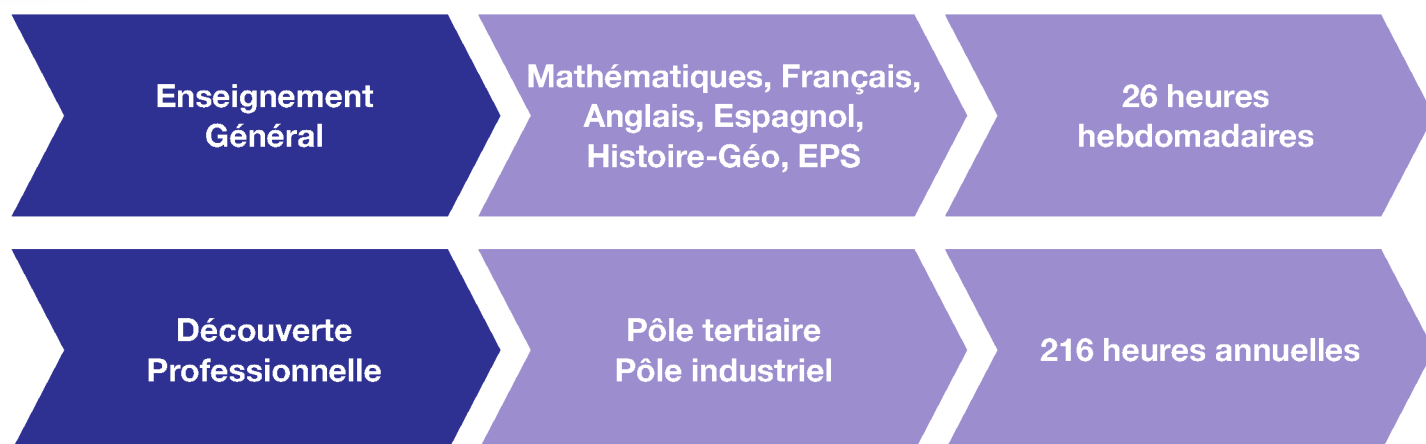 Enseignement
Général
Mathématiques, Français,
Anglais, Espagnol,
Histoire-Géo, EPS
26 heures
hebdomadaires
Découverte
Professionnelle
Pôle tertiaire
Pôle industriel
216 heures annuelles